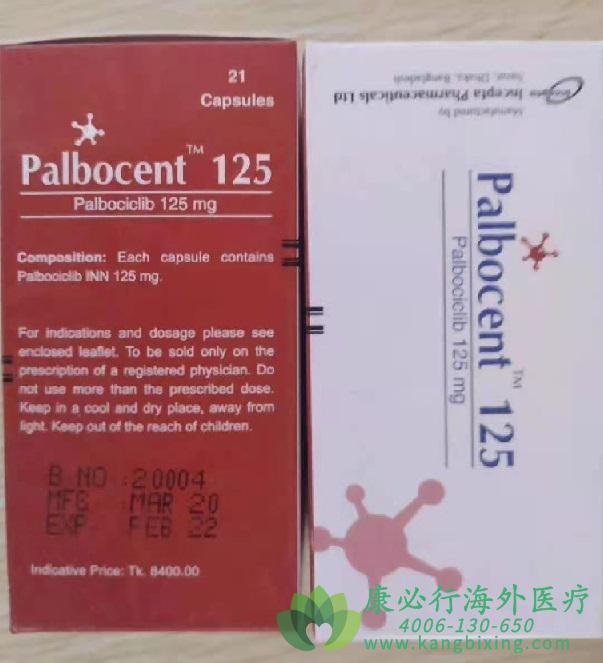 21
Capsules
Palbocent™ 125
Palbociclib 125 mg
Composition: Each capsule contains
Palbociclib INN 125 mg.
For indications and dosage please see
enclosed leaflet. To be sold only on the
prescription of a registered physician. Do
not use more than the prescribed dose.
Keep in a cool and dry place, away from
light. Keep out of the reach of children.
B NO : 20004
MFG : MAR 20
EXP FEB 22
Indicative Price: Tk. 8400.00
Manufactured by
Incepta Pharmaceuticals Ltd
Savar, Dhaka, Bangladesh
Palbocent™ 125
Palbociclib 125 mg
康必行海外医疗
4006-130-650
www.kangbixing.com